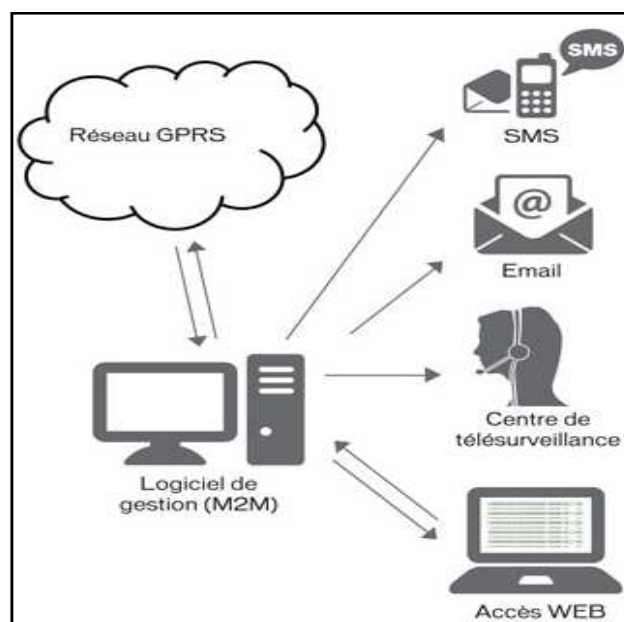 Réseau GPRS
SMS
SMS
@
Email
Centre de
télésurveillance
Logiciel de
gestion (M2M)
Accès WEB